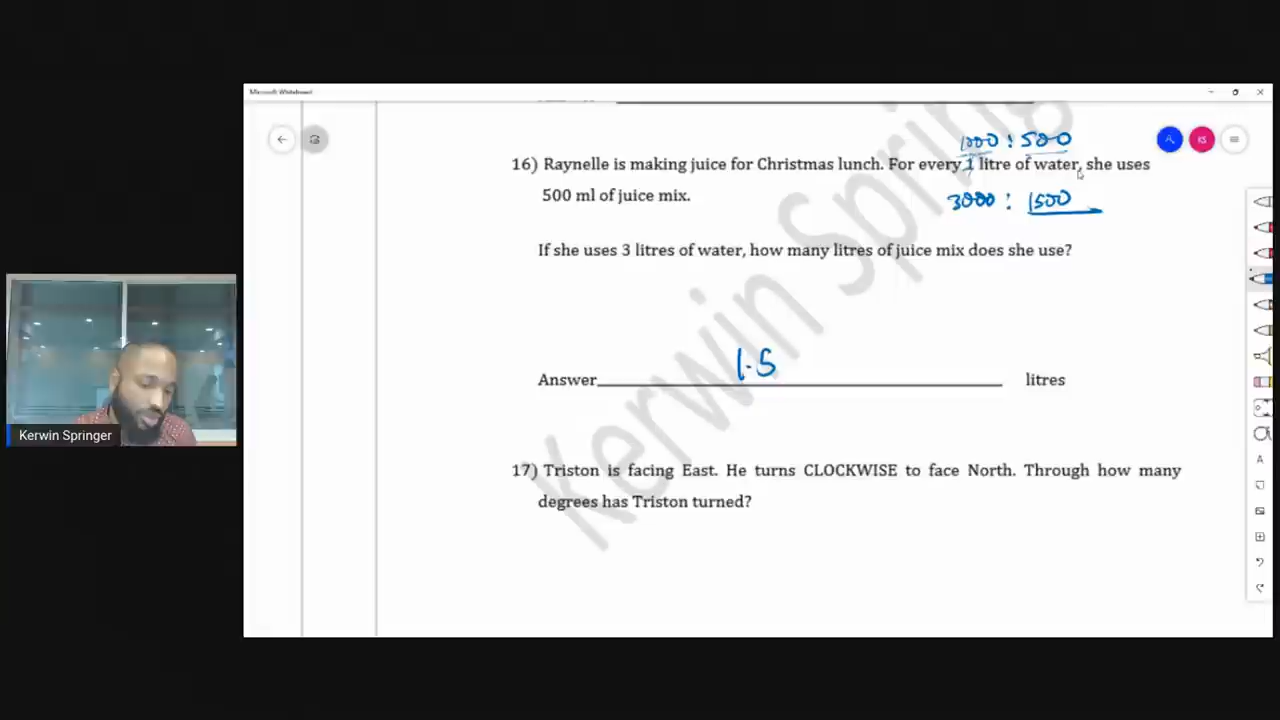 Microsoft Whiteboard
1000 : 500
16) Raynelle is making juice for Christmas lunch. For every 1 litre of water, she uses
500 ml of juice mix.
3000 : 1500
If she uses 3 litres of water, how many litres of juice mix does she use?
1.5
Answer litres
Kerwin Springer
17) Triston is facing East. He turns CLOCKWISE to face North. Through how many
degrees has Triston turned?
Kerwin Spring